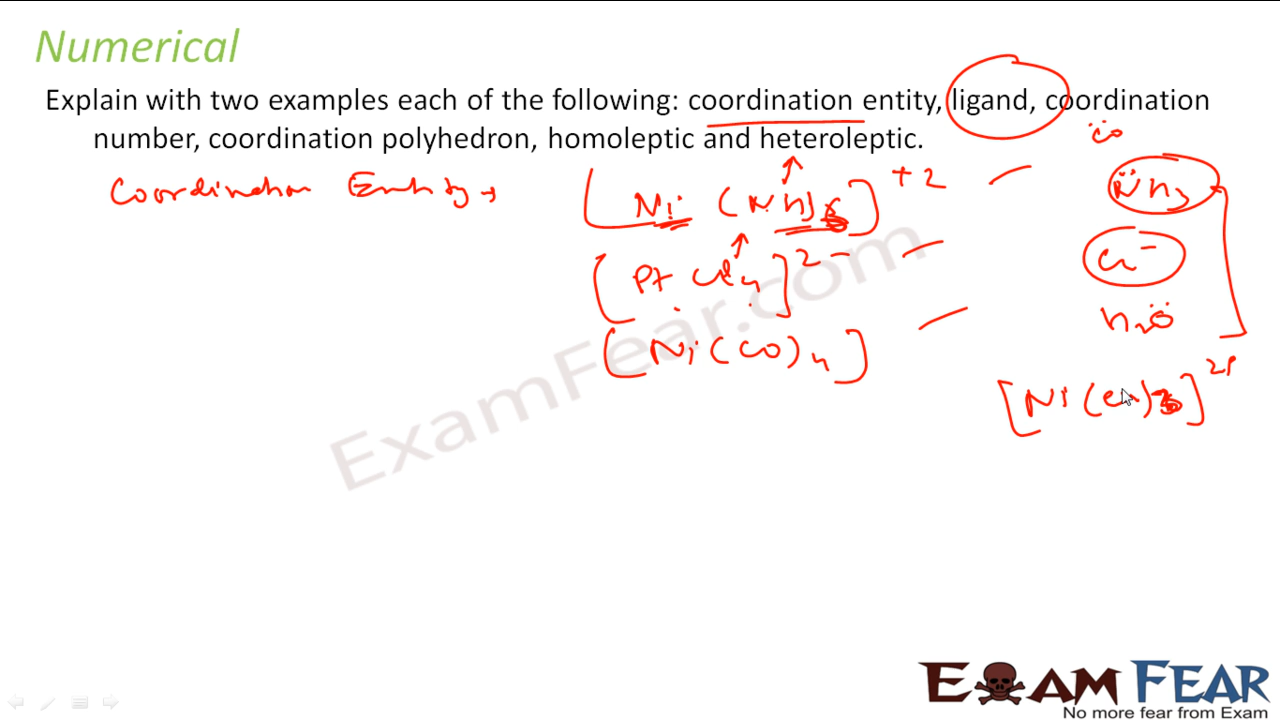 Numerical
Explain with two examples each of the following: coordination entity, ligand, coordination
number, coordination polyhedron, homoleptic and heteroleptic.
Coordination Entity →
[Ni (NH3)6]+2 –
[Pt Cl4]2- –
[Ni(CO)4] –
CO
NH3
Cl-
H2O
[Ni(en)3]2+
ExamFear.com
EXAM FEAR
No more fear from Exam